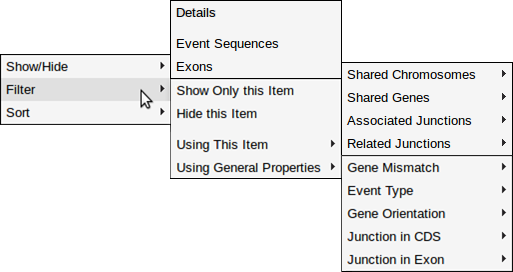 Show/Hide
Filter
Sort
Details
Event Sequences
Exons
Show Only this Item
Hide this Item
Using This Item
Using General Properties
Shared Chromosomes
Shared Genes
Associated Junctions
Related Junctions
Gene Mismatch
Event Type
Gene Orientation
Junction in CDS
Junction in Exon